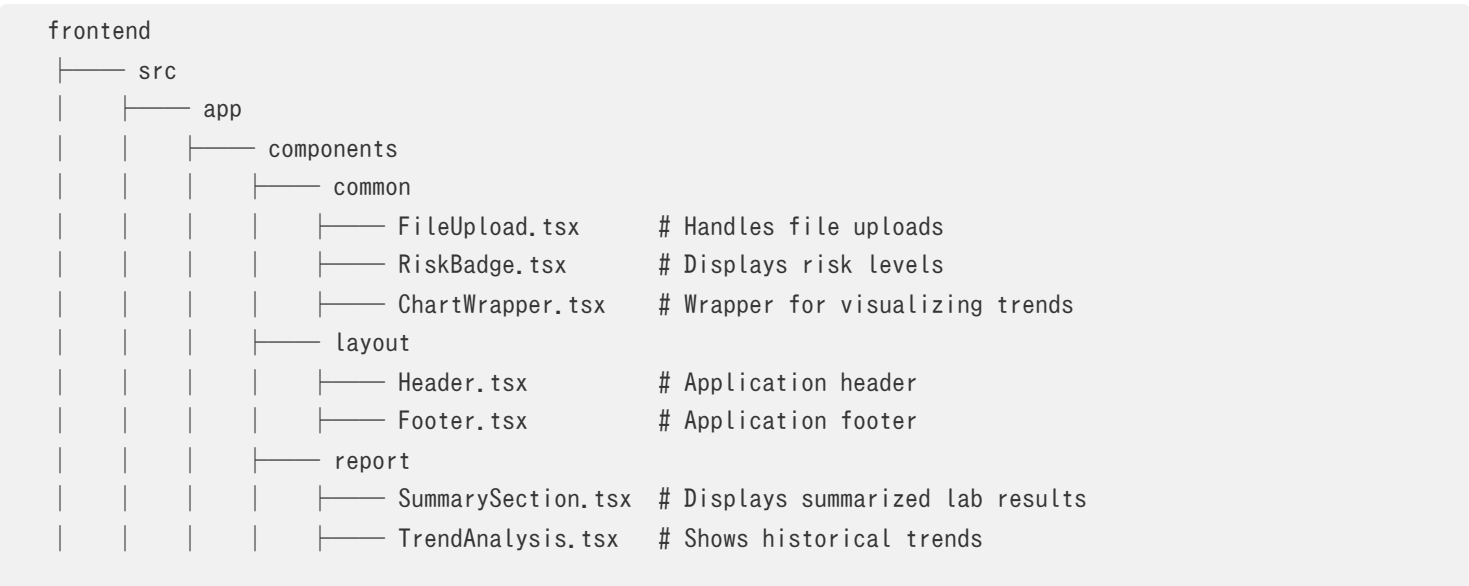 frontend
├── src
│ ├── app
│ │ ├── components
│ │ │ ├── common
│ │ │ │ ├── FileUpload.tsx # Handles file uploads
│ │ │ │ ├── RiskBadge.tsx # Displays risk levels
│ │ │ │ ├── ChartWrapper.tsx # Wrapper for visualizing trends
│ │ │ ├── layout
│ │ │ │ ├── Header.tsx # Application header
│ │ │ │ ├── Footer.tsx # Application footer
│ │ │ ├── report
│ │ │ │ ├── SummarySection.tsx # Displays summarized lab results
│ │ │ │ ├── TrendAnalysis.tsx # Shows historical trends